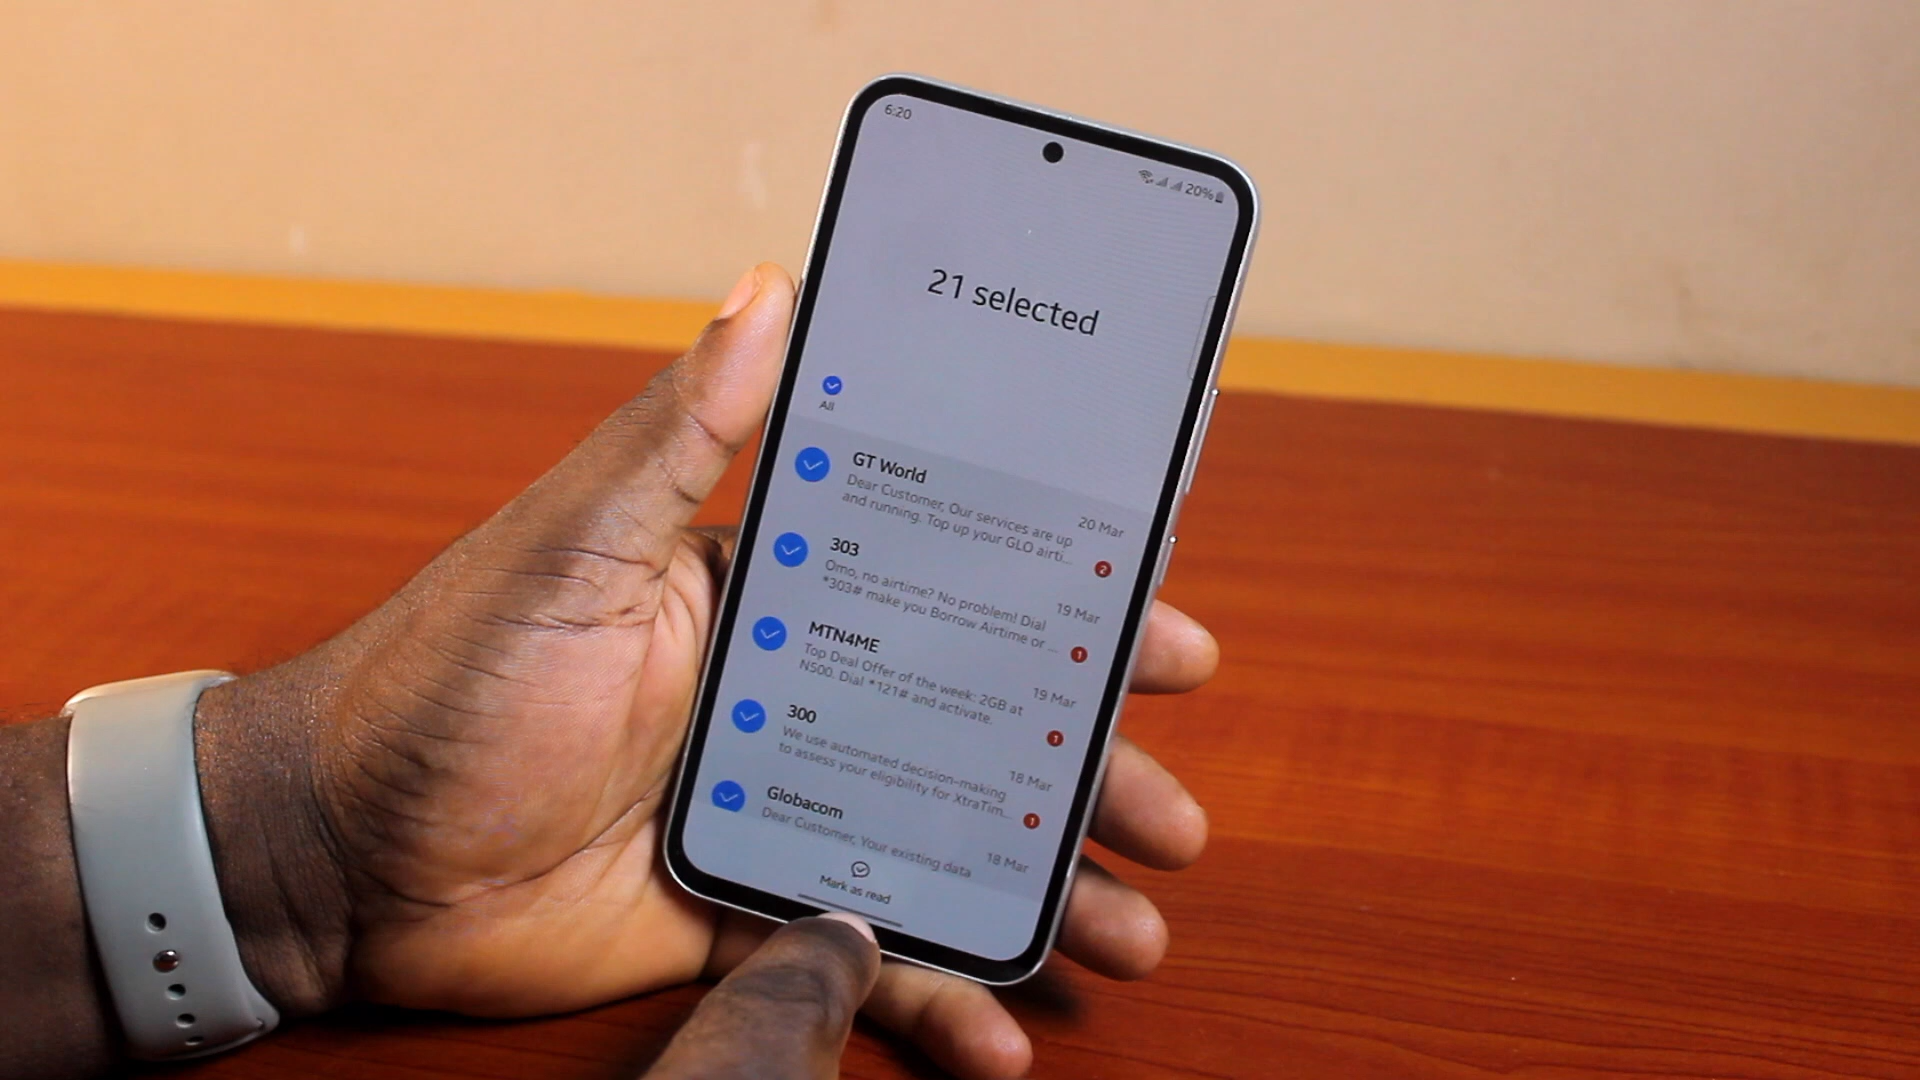 6:20
20%
21 selected
All
GT World
Dear Customer, Our services are up
and running. Top up your GLO airti...
20 Mar
2
303
Omo, no airtime? No problem! Dial
*303# make you Borrow Airtime or ...
19 Mar
1
MTN4ME
Top Deal Offer of the week: 2GB at
N500. Dial *121# and activate.
19 Mar
1
300
We use automated decision-making
to assess your eligibility for XtraTim...
18 Mar
1
Globacom
Dear Customer, Your existing data
18 Mar
Mark as read